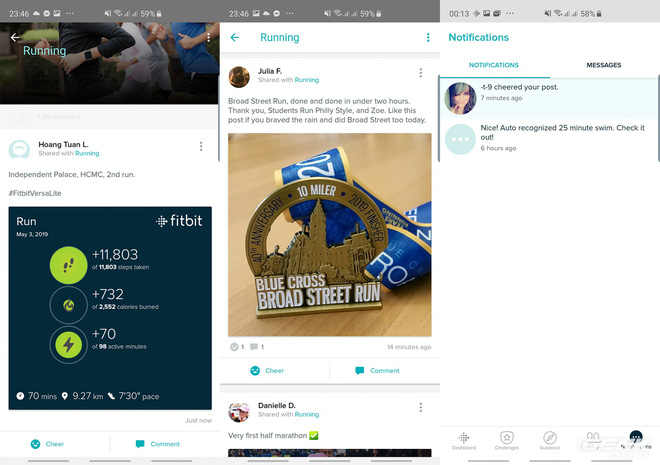 23:46
59%
Running
Hoang Tuan L.
Shared with Running
Independent Palace, HCMC, 2nd run.
#FitbitVersaLite
Run
fitbit
May 3, 2019
+11,803
of 11,803 steps taken
+732
of 2,552 calories burned
+70
of 98 active minutes
70 mins 9.27 km 7'30" pace
Just now
Cheer Comment
23:46
59%
Running
Julia F.
Shared with Running
Broad Street Run, done and done in under two hours.
Thank you, Students Run Philly Style, and Zoe. Like this
post if you braved the rain and did Broad Street too today.
10 MILER
40TH ANNIVERSARY · 2019 FINISHER
BLUE CROSS
BROAD STREET RUN
1 1 14 minutes ago
Cheer Comment
Danielle D.
Shared with Running
Very first half marathon ✅
00:13
58%
Notifications
NOTIFICATIONS MESSAGES
-t-9 cheered your post.
7 minutes ago
Nice! Auto recognized 25 minute swim. Check it
out!
6 hours ago
Dashboard Challenges Guidance